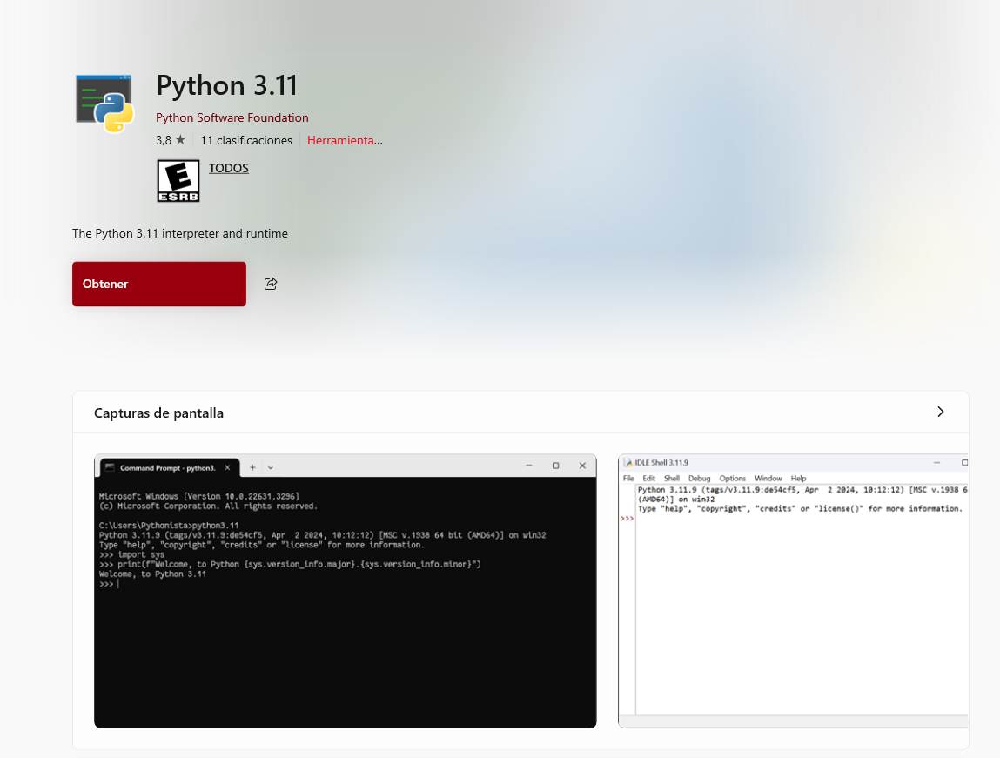 Python 3.11
Python Software Foundation
3,8 ★ 11 clasificaciones Herramienta...
E
ESRB
TODOS
The Python 3.11 interpreter and runtime
Obtener
Capturas de pantalla
Command Prompt - python3.
Microsoft Windows [Version 10.0.22631.3296]
(c) Microsoft Corporation. All rights reserved.
C:\Users\Pythonista>python3.11
Python 3.11.9 (tags/v3.11.9:de54cf5, Apr  2 2024, 10:12:12) [MSC v.1938 64 bit (AMD64)] on win32
Type "help", "copyright", "credits" or "license" for more information.
>>> import sys
>>> print(f"Welcome, to Python {sys.version_info.major}.{sys.version_info.minor}")
Welcome, to Python 3.11
>>>
IDLE Shell 3.11.9
File Edit Shell Debug Options Window Help
Python 3.11.9 (tags/v3.11.9:de54cf5, Apr  2 2024, 10:12:12) [MSC v.1938 6
(AMD64)] on win32
Type "help", "copyright", "credits" or "license()" for more information.
>>>